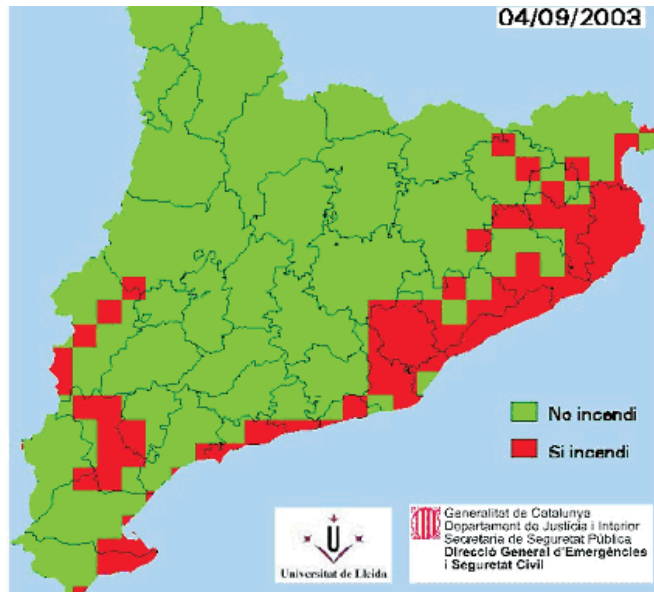 04/09/2003
No incendi
Si incendi
U
Universitat de Lleida
Generalitat de Catalunya
Departament de Justícia i Interior
Secretaria de Seguretat Pública
Direcció General d'Emergències
i Seguretat Civil